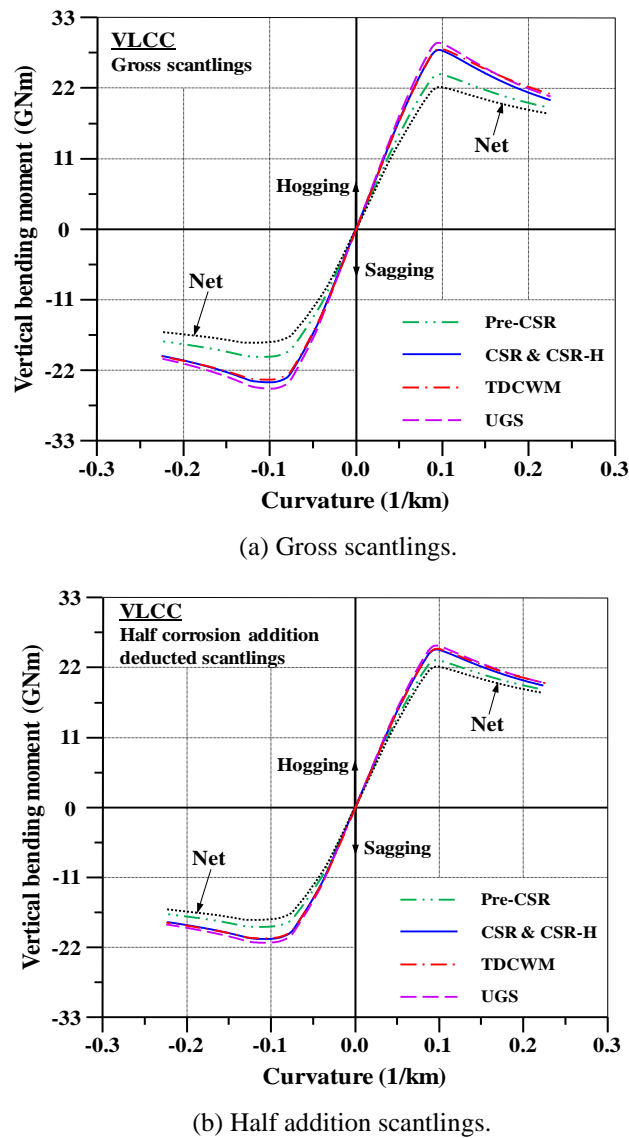 VLCC
Gross scantlings
33
22
11
0
-11
-22
-33
Vertical bending moment (GNm)
Net
Hogging
Sagging
Net
Pre-CSR
CSR & CSR-H
TDCWM
UGS
-0.3 -0.2 -0.1 0.0 0.1 0.2 0.3
Curvature (1/km)
(a) Gross scantlings.
VLCC
Half corrosion addition
deducted scantlings
33
22
11
0
-11
-22
-33
Vertical bending moment (GNm)
Net
Hogging
Sagging
Net
Pre-CSR
CSR & CSR-H
TDCWM
UGS
-0.3 -0.2 -0.1 0.0 0.1 0.2 0.3
Curvature (1/km)
(b) Half addition scantlings.